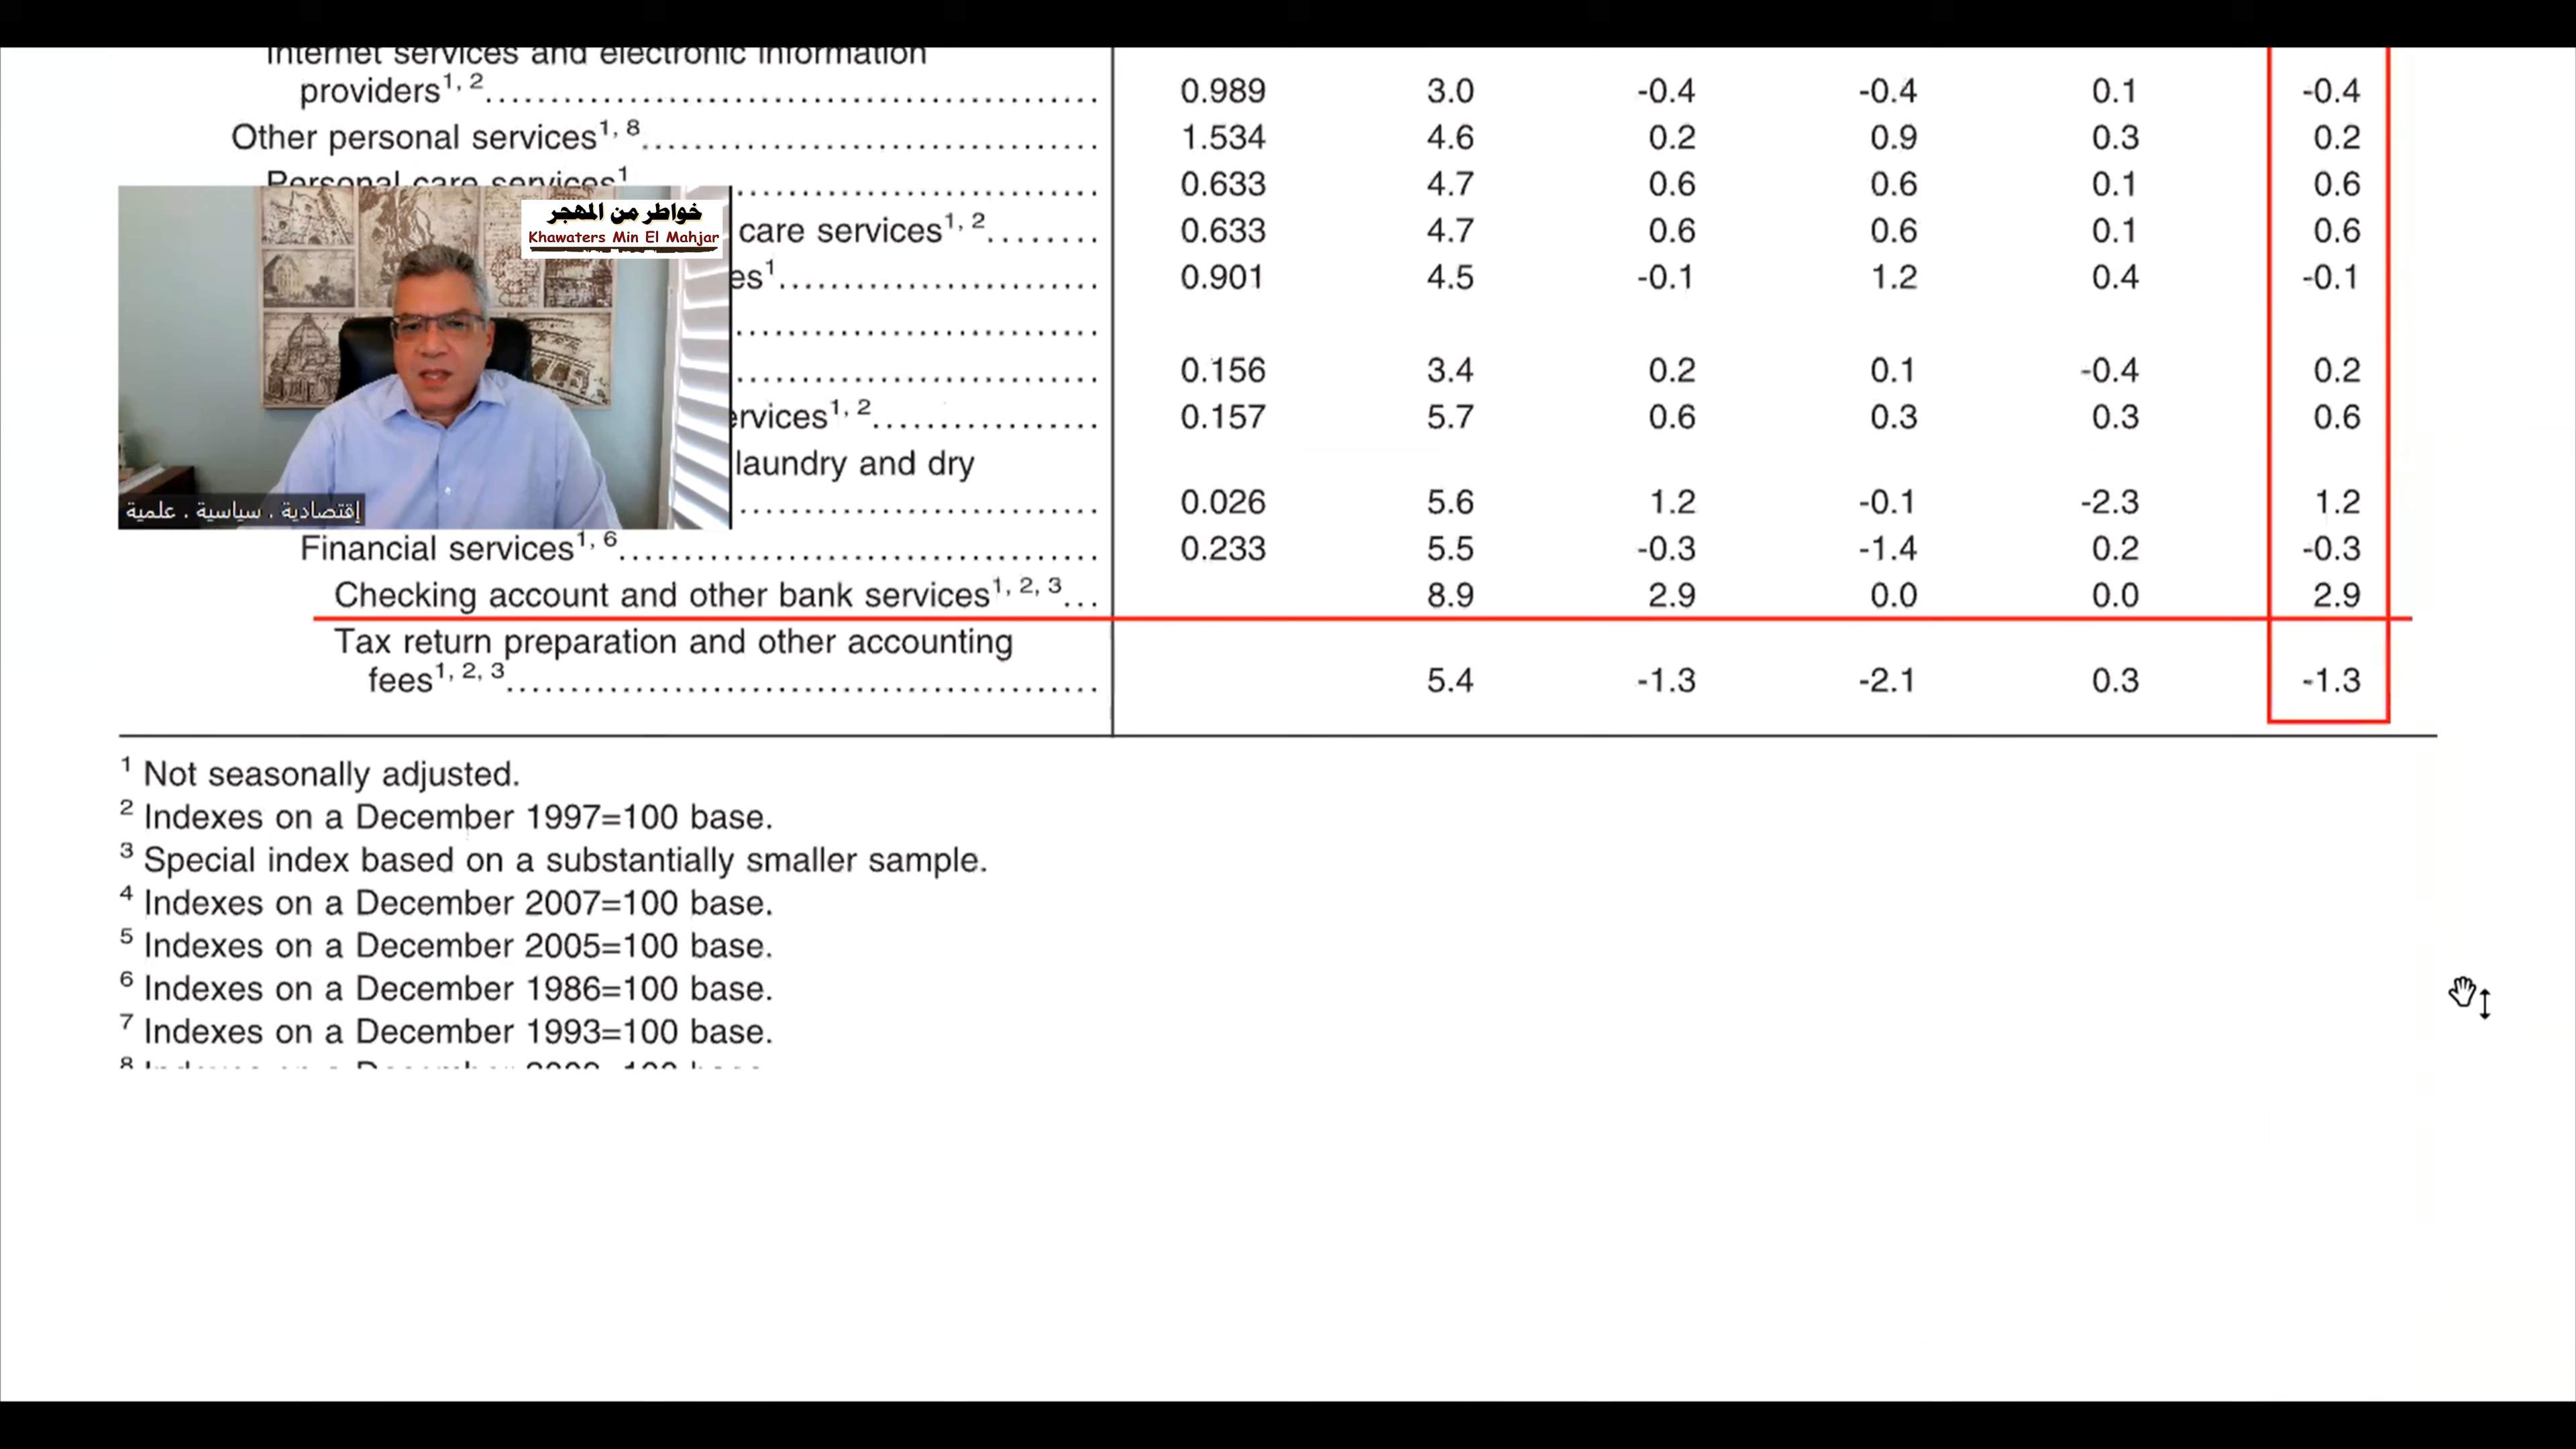 Internet services and electronic information
providers1, 2 0.989 3.0 -0.4 -0.4 0.1 -0.4
Other personal services1, 8 1.534 4.6 0.2 0.9 0.3 0.2
Personal care services1 0.633 4.7 0.6 0.6 0.1 0.6
care services1, 2 0.633 4.7 0.6 0.6 0.1 0.6
es1 0.901 4.5 -0.1 1.2 0.4 -0.1
0.156 3.4 0.2 0.1 -0.4 0.2
ervices1, 2 0.157 5.7 0.6 0.3 0.3 0.6
laundry and dry
0.026 5.6 1.2 -0.1 -2.3 1.2
Financial services1, 6 0.233 5.5 -0.3 -1.4 0.2 -0.3
Checking account and other bank services1, 2, 3 8.9 2.9 0.0 0.0 2.9
Tax return preparation and other accounting
fees1, 2, 3 5.4 -1.3 -2.1 0.3 -1.3
خواطر من المهجر
Khawaters Min El Mahjar
إقتصادية . سياسية . علمية
1 Not seasonally adjusted.
2 Indexes on a December 1997=100 base.
3 Special index based on a substantially smaller sample.
4 Indexes on a December 2007=100 base.
5 Indexes on a December 2005=100 base.
6 Indexes on a December 1986=100 base.
7 Indexes on a December 1993=100 base.